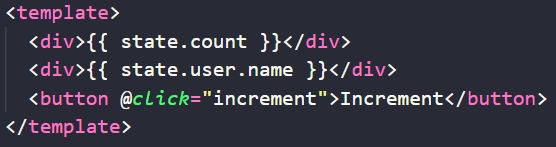 <template>
  <div>{{ state.count }}</div>
  <div>{{ state.user.name }}</div>
  <button @click="increment">Increment</button>
</template>